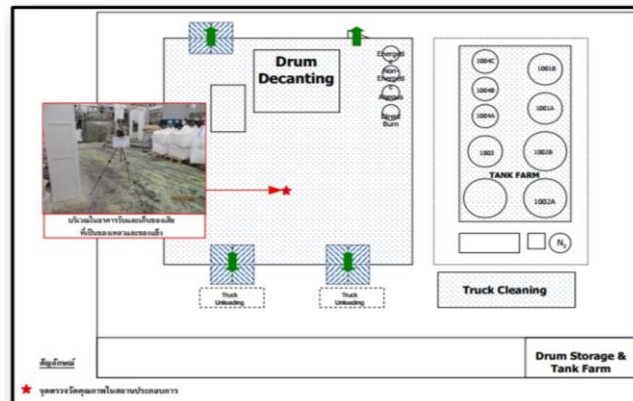 Drum
Decanting
Energetic
Non-
Energetic
Aqueous
Direct
Burn
1004C
1004B
1004A
1003
1001B
1001A
1002B
TANK FARM
1002A
N₂
บริเวณในอาคารรับและเก็บของเสีย
ที่เป็นของเหลวและของแข็ง
Truck
Unloading
Truck
Unloading
Truck Cleaning
สัญลักษณ์
Drum Storage &
Tank Farm
จุดตรวจวัดคุณภาพในสถานประกอบการ